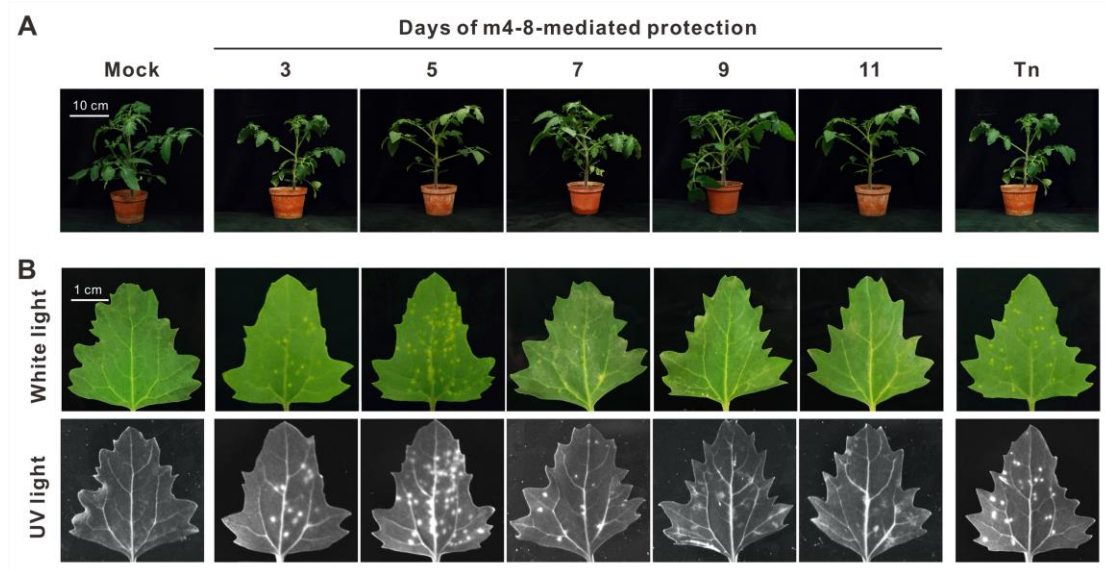 A
Days of m4-8-mediated protection
Mock 3 5 7 9 11 Tn
10 cm
B
1 cm
White light
UV light